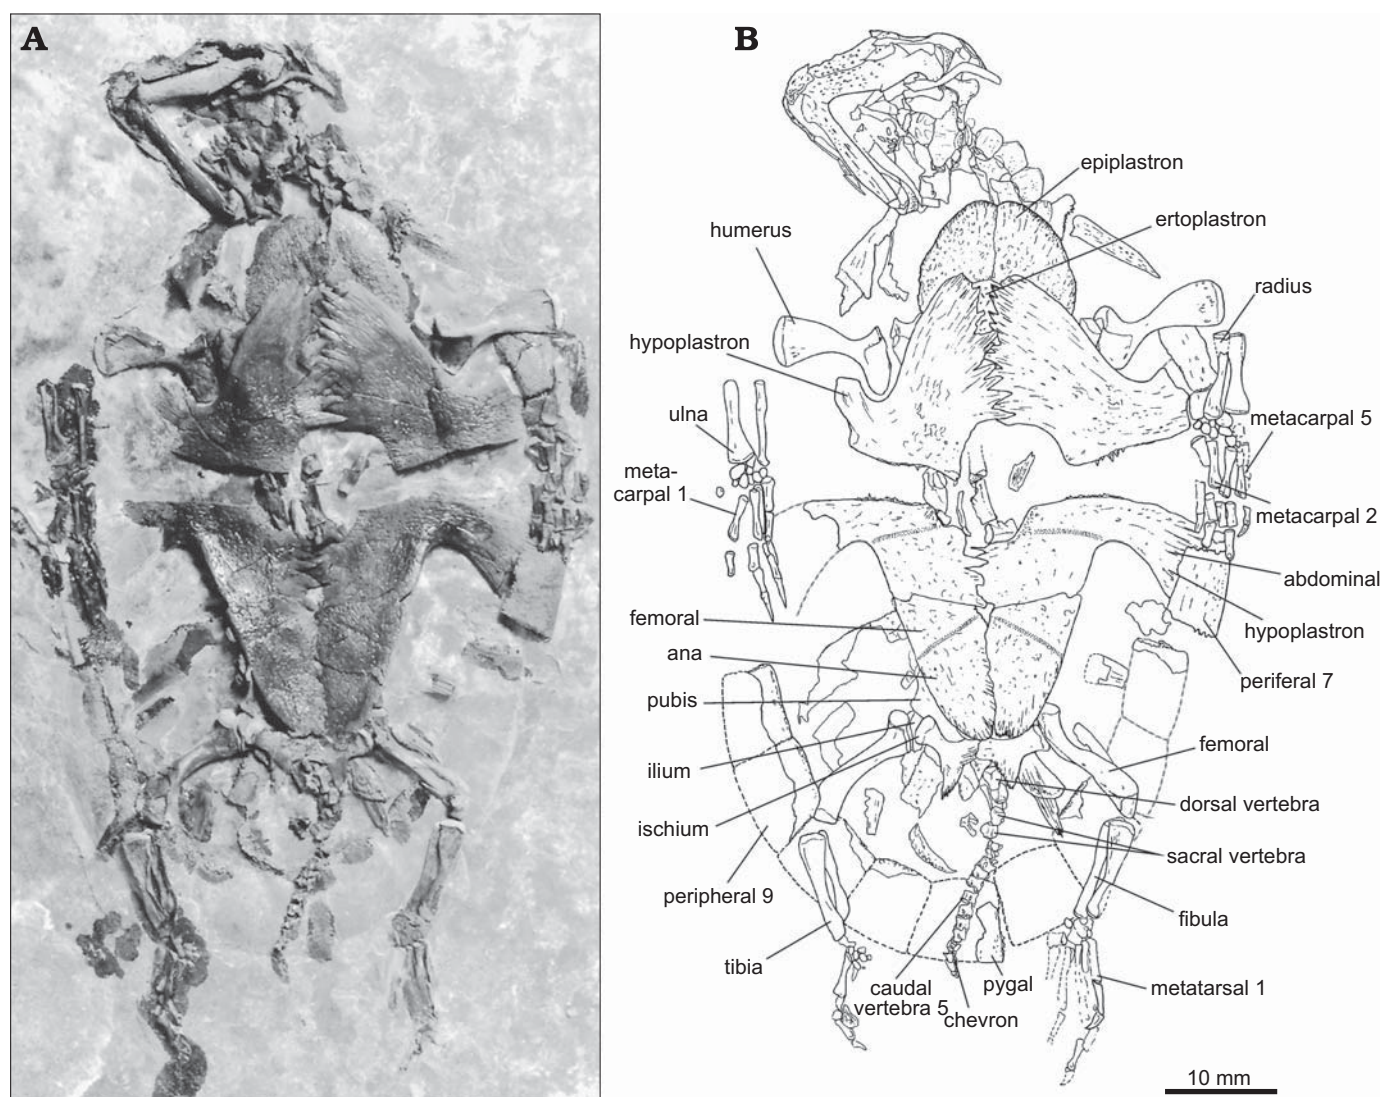 A
B
epiplastron
ertoplastron
humerus
radius
hypoplastron
ulna
metacarpal 5
meta-
carpal 1
metacarpal 2
abdominal
femoral
hypoplastron
ana
periferal 7
pubis
femoral
ilium
dorsal vertebra
ischium
sacral vertebra
peripheral 9
fibula
tibia
caudal
vertebra 5
pygal
metatarsal 1
chevron
10 mm